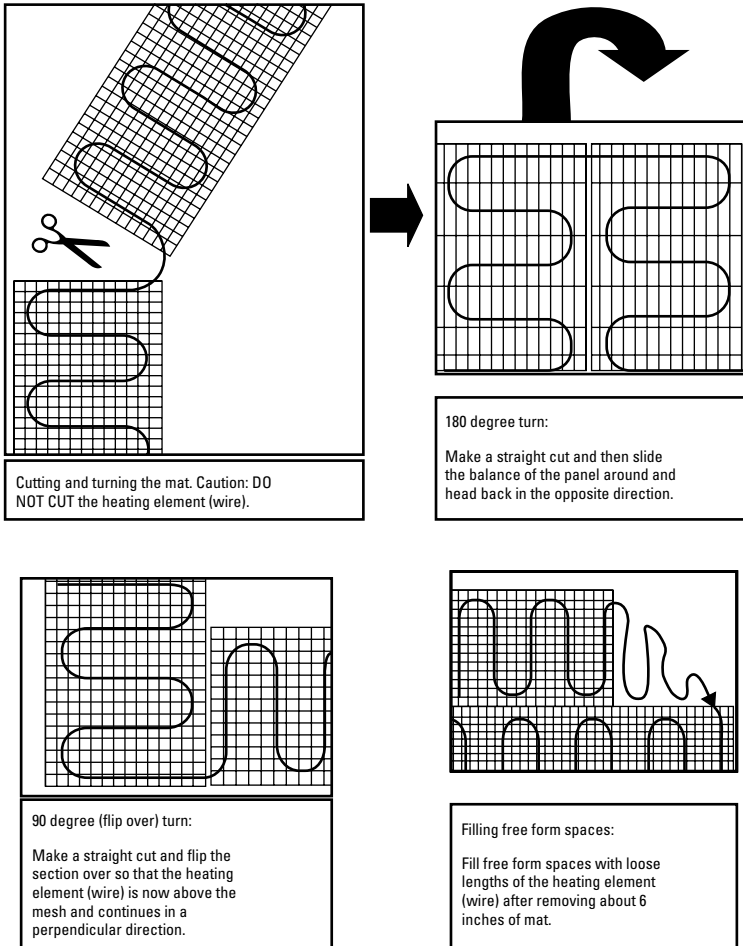 Cutting and turning the mat. Caution: DO
NOT CUT the heating element (wire).
180 degree turn:
Make a straight cut and then slide
the balance of the panel around and
head back in the opposite direction.
90 degree (flip over) turn:
Make a straight cut and flip the
section over so that the heating
element (wire) is now above the
mesh and continues in a
perpendicular direction.
Filling free form spaces:
Fill free form spaces with loose
lengths of the heating element
(wire) after removing about 6
inches of mat.